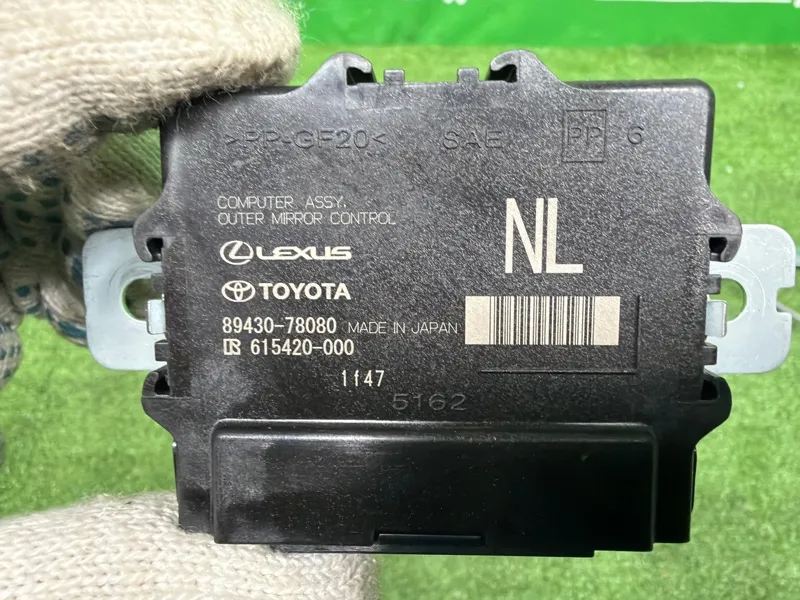 >PP-GF20< SAE PP 6
COMPUTER ASSY,
OUTER MIRROR CONTROL
NL
LEXUS
TOYOTA
89430-78080 MADE IN JAPAN
615420-000
1f47
5162